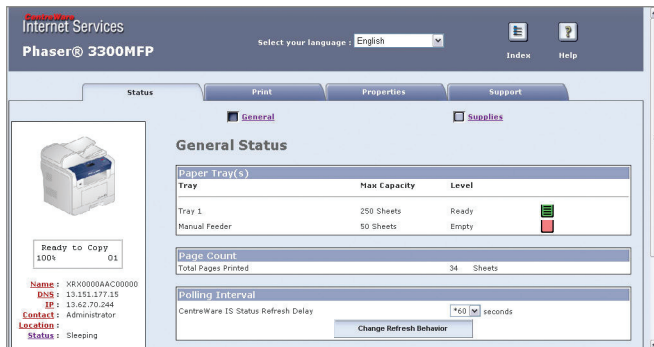 CentreWare
Internet Services
Phaser® 3300MFP
Select your language : English
Index
Help
Status
Print
Properties
Support
General
Supplies
General Status
Ready to Copy
100% 01
Name : XRX0000AAC00000
DNS : 13.151.177.15
IP : 13.62.70.244
Contact : Administrator
Location :
Status : Sleeping
Paper Tray(s)
Tray Max Capacity Level
Tray 1 250 Sheets Ready
Manual Feeder 50 Sheets Empty
Page Count
Total Pages Printed 34 Sheets
Polling Interval
CentreWare IS Status Refresh Delay *60 seconds
Change Refresh Behavior